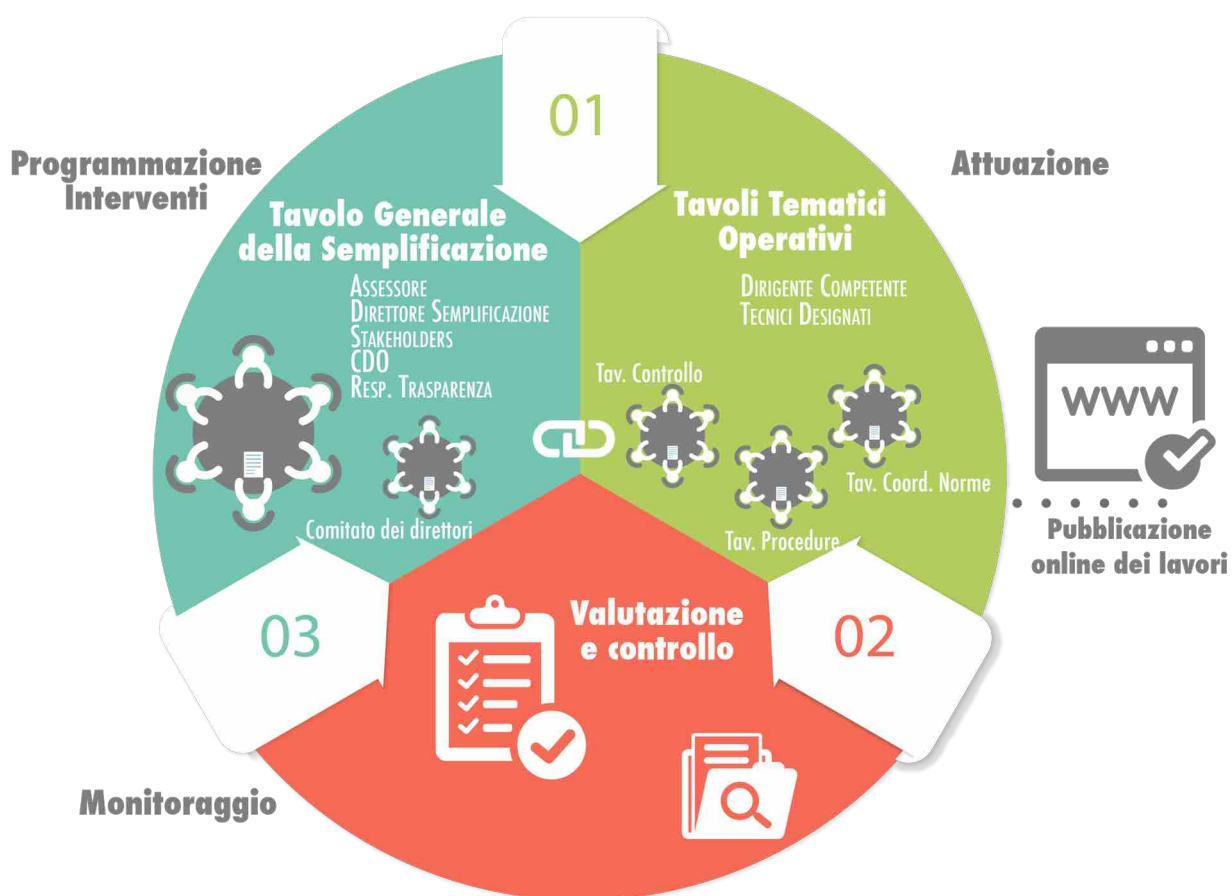 01
Programmazione
Interventi
Tavolo Generale
della Semplificazione
Assessore
Direttore Semplificazione
Stakeholders
CDO
Resp. Trasparenza
Comitato dei direttori
Attuazione
Tavoli Tematici
Operativi
Dirigente Competente
Tecnici Designati
Tav. Controllo
Tav. Coord. Norme
Tav. Procedure
www
Pubblicazione
online dei lavori
02
Valutazione
e controllo
03
Monitoraggio